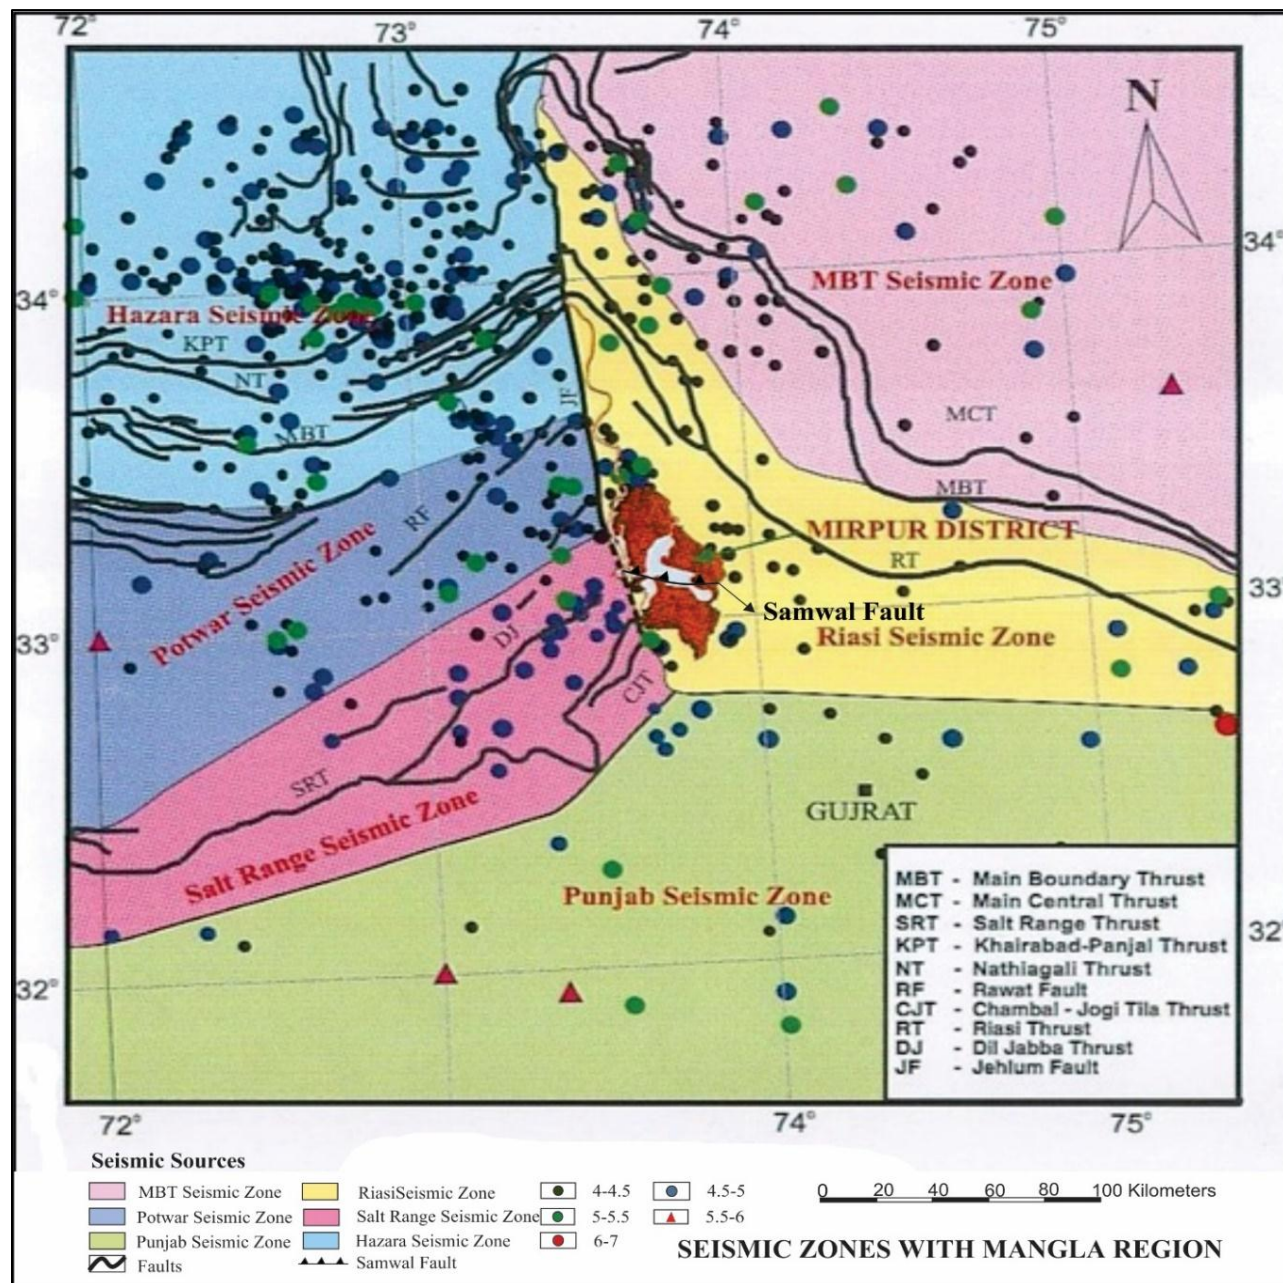 72° 73° 74° 75°
N
34°
MBT Seismic Zone
34°
Hazara Seismic Zone
KPT
NT
JF
MCT
MBT
MBT
RF
MIRPUR DISTRICT
RT
33°
Potwar Seismic Zone
Samwal Fault
33°
DJ
Riasi Seismic Zone
CJT
SRT
GUJRAT
Salt Range Seismic Zone
Punjab Seismic Zone
32°
32°
MBT - Main Boundary Thrust
MCT - Main Central Thrust
SRT - Salt Range Thrust
KPT - Khairabad-Panjal Thrust
NT - Nathiagali Thrust
RF - Rawat Fault
CJT - Chambal - Jogi Tila Thrust
RT - Riasi Thrust
DJ - Dil Jabba Thrust
JF - Jehlum Fault
72° 74° 75°
Seismic Sources
MBT Seismic Zone RiasiSeismic Zone 4-4.5 4.5-5
Potwar Seismic Zone Salt Range Seismic Zone 5-5.5 5.5-6
Punjab Seismic Zone Hazara Seismic Zone 6-7
Faults Samwal Fault
0 20 40 60 80 100 Kilometers
SEISMIC ZONES WITH MANGLA REGION